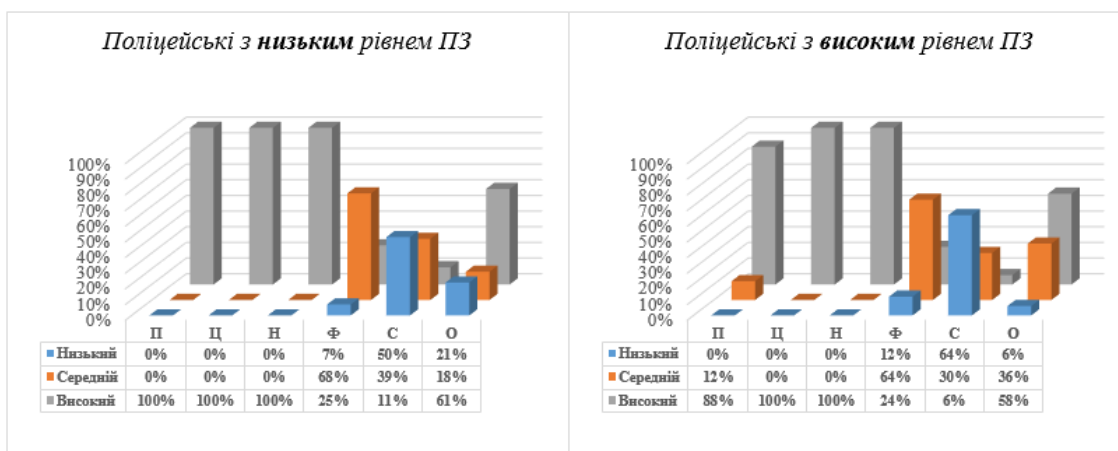 Поліцейські з низьким рівнем ПЗ
100%
90%
80%
70%
60%
50%
40%
30%
20%
10%
0%
П Ц Н Ф С О
Низький 0% 0% 0% 7% 50% 21%
Середній 0% 0% 0% 68% 39% 18%
Високий 100% 100% 100% 25% 11% 61%
Поліцейські з високим рівнем ПЗ
100%
90%
80%
70%
60%
50%
40%
30%
20%
10%
0%
П Ц Н Ф С О
Низький 0% 0% 0% 12% 64% 6%
Середній 12% 0% 0% 64% 30% 36%
Високий 88% 100% 100% 24% 6% 58%